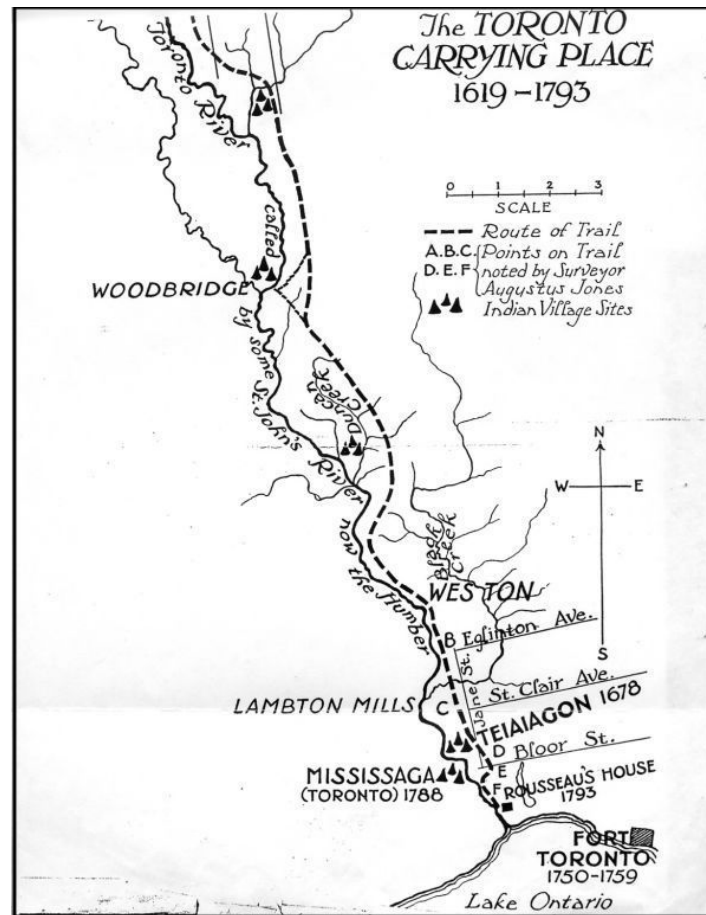 The TORONTO
CARRYING PLACE
1619–1793
0 1 2 3
SCALE
Route of Trail
A.B.C. Points on Trail
D.E.F noted by Surveyor
Augustus Jones
Indian Village Sites
Toronto River
called
WOODBRIDGE
by some St. John's River
Duncan Creek
now the Humber
Black Creek
N
W E
S
WESTON
B Eglinton Ave.
Jane St.
St. Clair Ave.
LAMBTON MILLS C
TEIAIAGON 1678
D Bloor St.
E
MISSISSAGA
(TORONTO) 1788
F ROUSSEAU'S HOUSE
1793
FORT
TORONTO
1750-1759
Lake Ontario